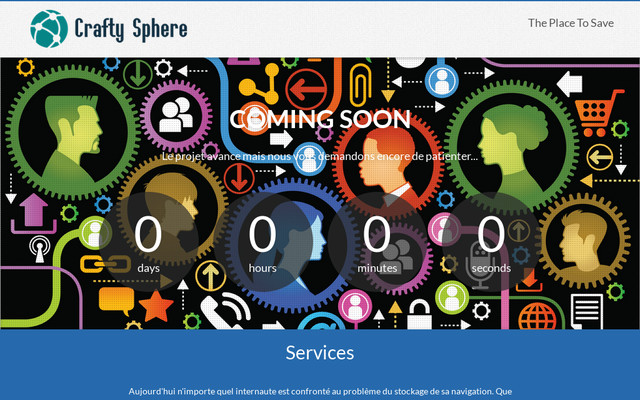 Crafty Sphere
The Place To Save
COMING SOON
Le projet avance mais nous vous demandons encore de patienter...
0 0 0 0
days hours minutes seconds
Services
Aujourd'hui n'importe quel internaute est confronté au problème du stockage de sa navigation. Que